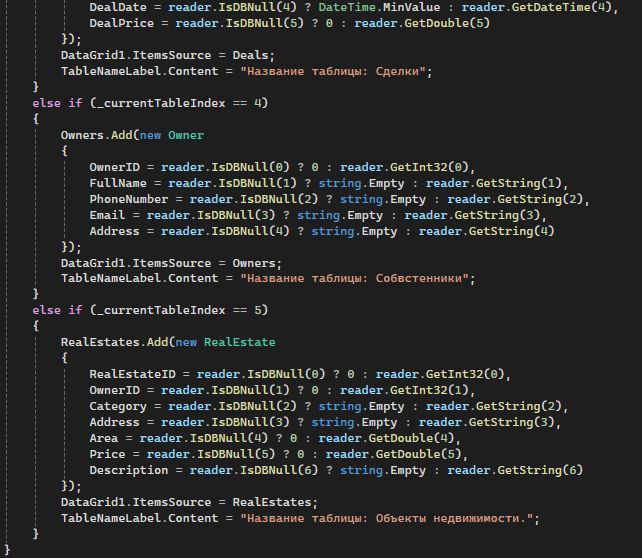 DealDate = reader.IsDBNull(4) ? DateTime.MinValue : reader.GetDateTime(4),
DealPrice = reader.IsDBNull(5) ? 0 : reader.GetDouble(5)
});
DataGrid1.ItemsSource = Deals;
TableNameLabel.Content = "Название таблицы: Сделки";
}
else if (_currentTableIndex == 4)
{
Owners.Add(new Owner
{
OwnerID = reader.IsDBNull(0) ? 0 : reader.GetInt32(0),
FullName = reader.IsDBNull(1) ? string.Empty : reader.GetString(1),
PhoneNumber = reader.IsDBNull(2) ? string.Empty : reader.GetString(2),
Email = reader.IsDBNull(3) ? string.Empty : reader.GetString(3),
Address = reader.IsDBNull(4) ? string.Empty : reader.GetString(4)
});
DataGrid1.ItemsSource = Owners;
TableNameLabel.Content = "Название таблицы: Собвстенники";
}
else if (_currentTableIndex == 5)
{
RealEstates.Add(new RealEstate
{
RealEstateID = reader.IsDBNull(0) ? 0 : reader.GetInt32(0),
OwnerID = reader.IsDBNull(1) ? 0 : reader.GetInt32(1),
Category = reader.IsDBNull(2) ? string.Empty : reader.GetString(2),
Address = reader.IsDBNull(3) ? string.Empty : reader.GetString(3),
Area = reader.IsDBNull(4) ? 0 : reader.GetDouble(4),
Price = reader.IsDBNull(5) ? 0 : reader.GetDouble(5),
Description = reader.IsDBNull(6) ? string.Empty : reader.GetString(6)
});
DataGrid1.ItemsSource = RealEstates;
TableNameLabel.Content = "Название таблицы: Объекты недвижимости.";
}
}